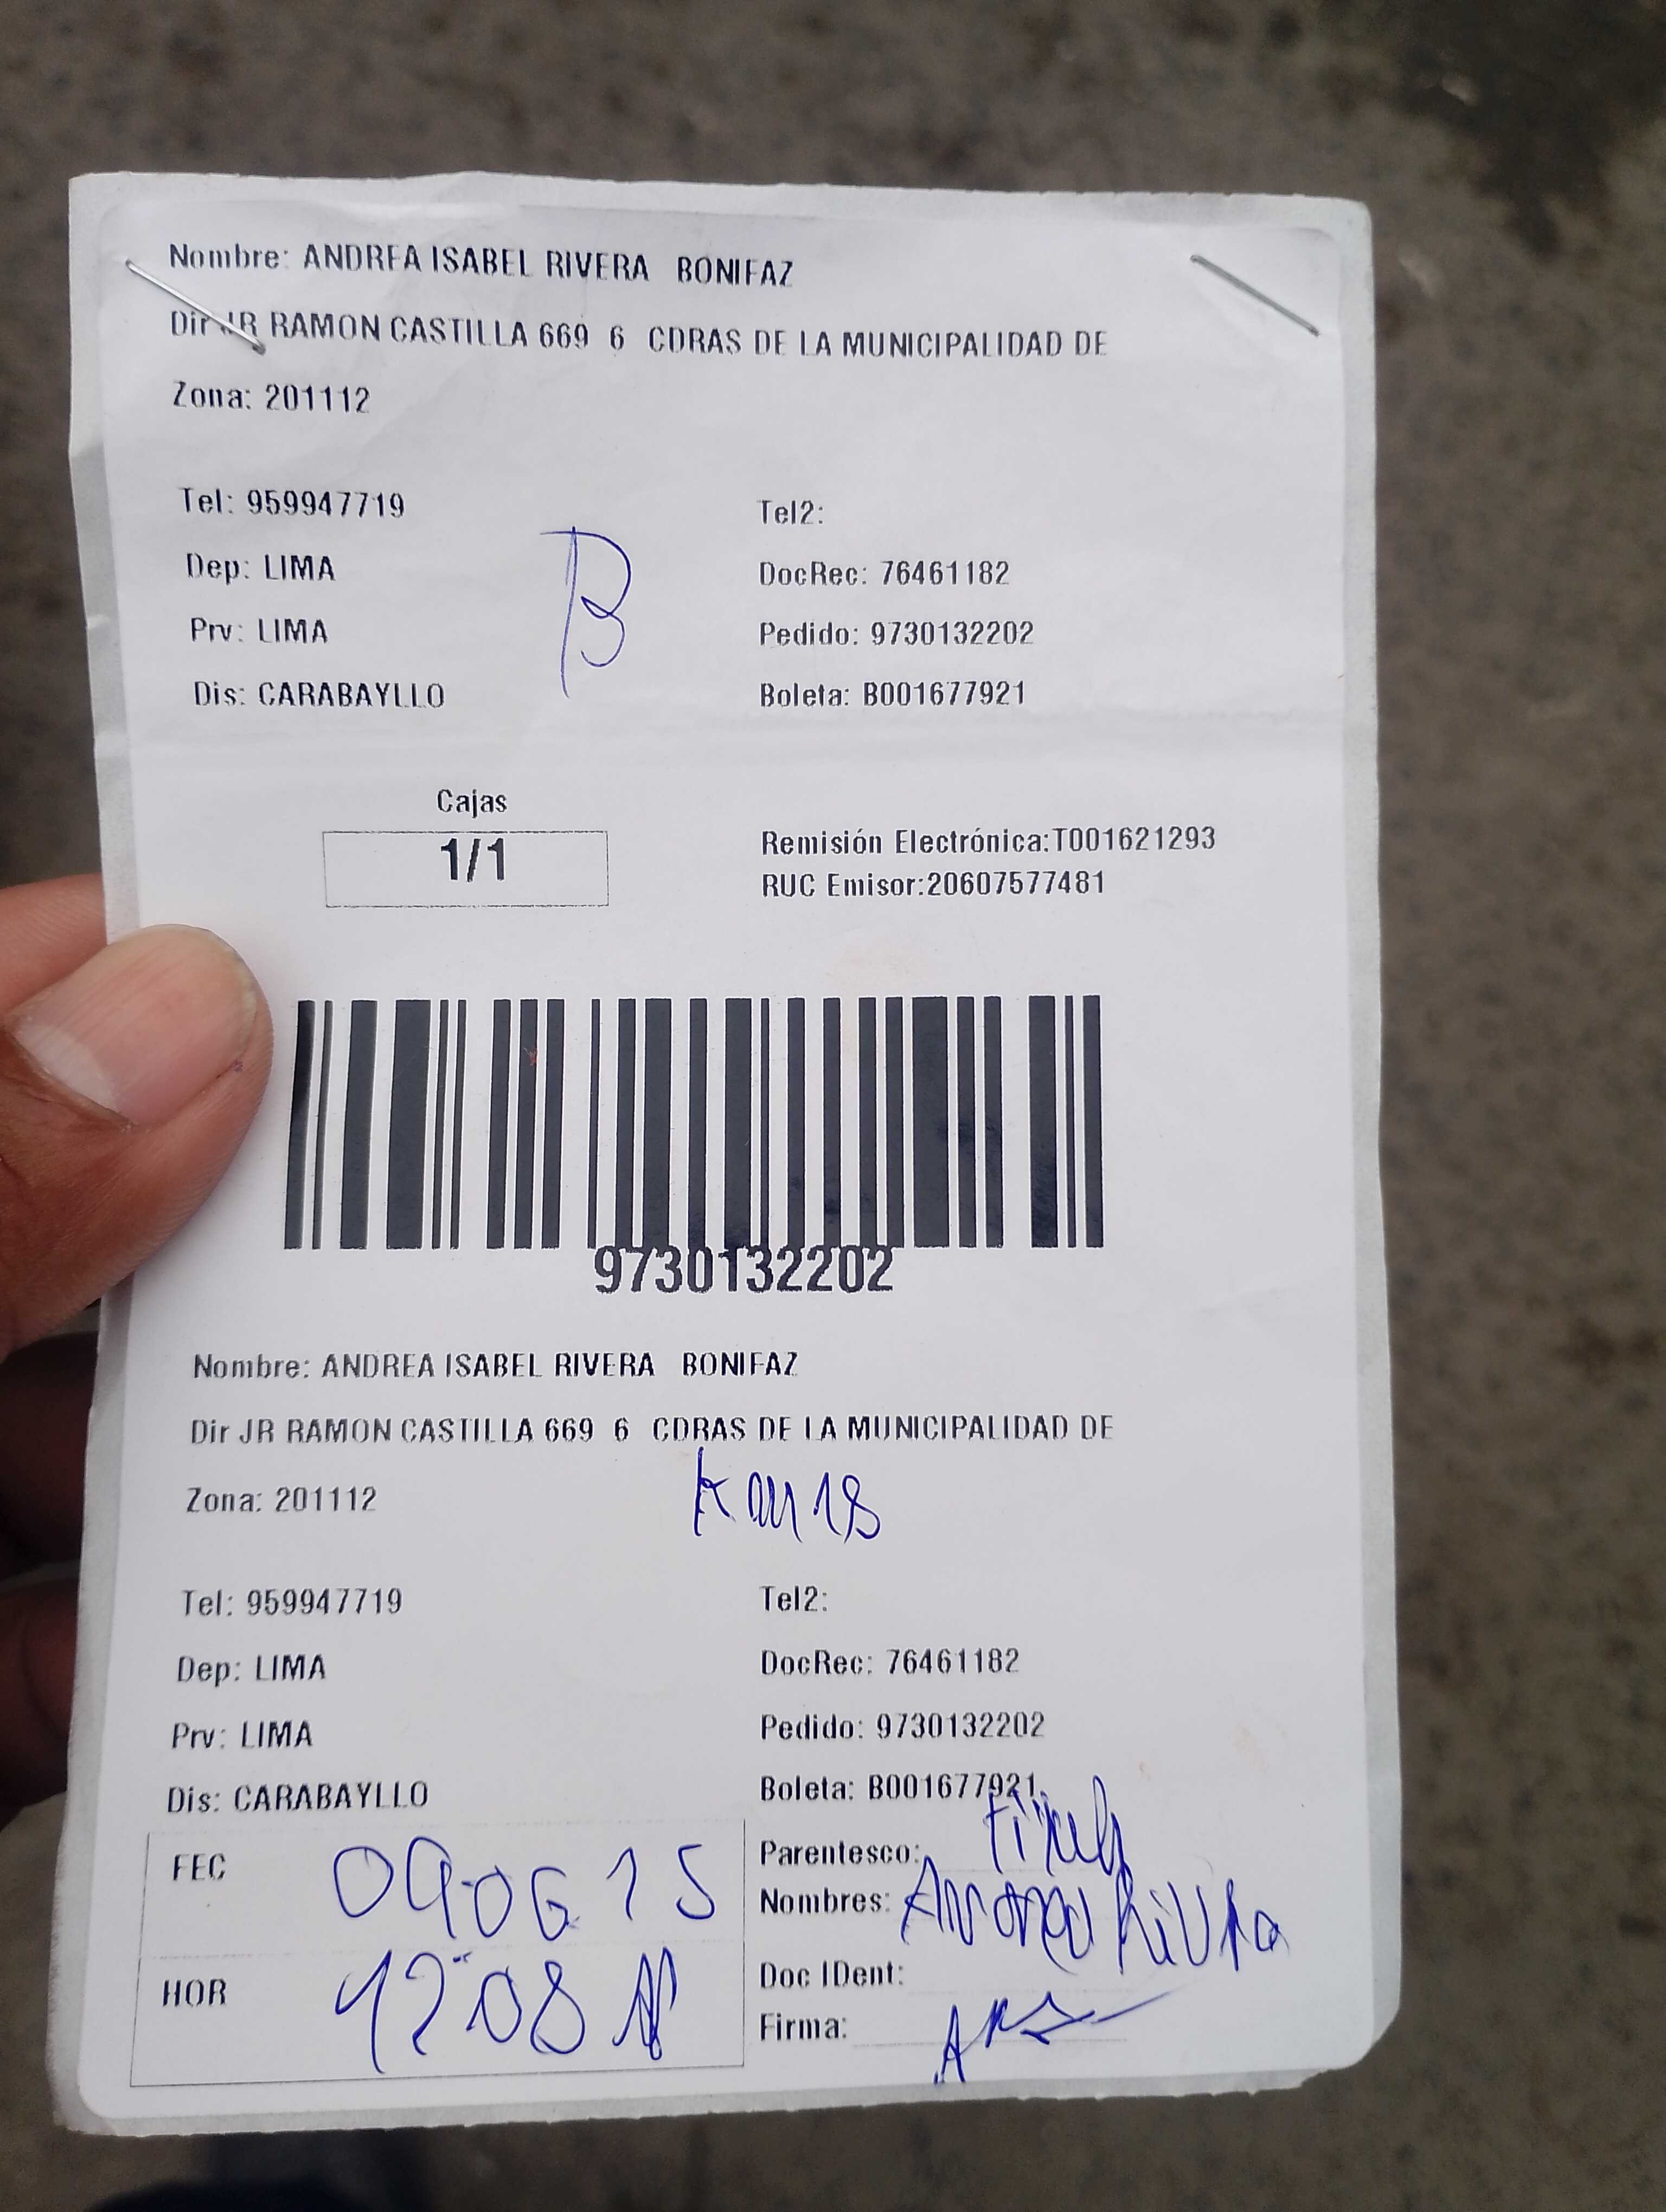 Nombre: ANDREA ISABEL RIVERA BONIFAZ
Dir JR RAMON CASTILLA 669 6 CDRAS DE LA MUNICIPALIDAD DE
Zona: 201112
Tel: 959947719 Tel2:
Dep: LIMA DocRec: 76461182
B
Prv: LIMA Pedido: 9730132202
Dis: CARABAYLLO Boleta: B001677921
Cajas
1/1
Remisión Electrónica:T001621293
RUC Emisor:20607577481
9730132202
Nombre: ANDREA ISABEL RIVERA BONIFAZ
Dir JR RAMON CASTILLA 669 6 CDRAS DE LA MUNICIPALIDAD DE
Zona: 201112
Tel: 959947719 Tel2:
Dep: LIMA DocRec: 76461182
Prv: LIMA Pedido: 9730132202
Dis: CARABAYLLO Boleta: B001677921
FEC
Parentesco:
Nombres: Andrea Rivera
HOR
Doc IDent:
Firma: